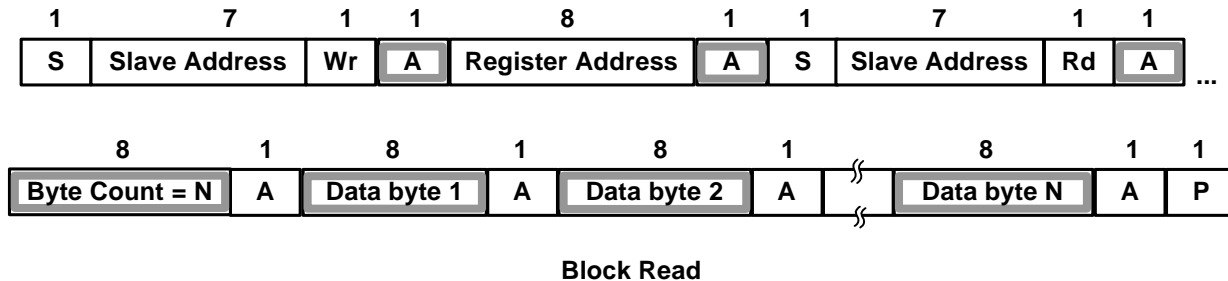 1 7 1 1 8 1 1 7 1 1
S Slave Address Wr A Register Address A S Slave Address Rd A ...
8 1 8 1 8 1 8 1 1
Byte Count = N A Data byte 1 A Data byte 2 A Data byte N A P
Block Read